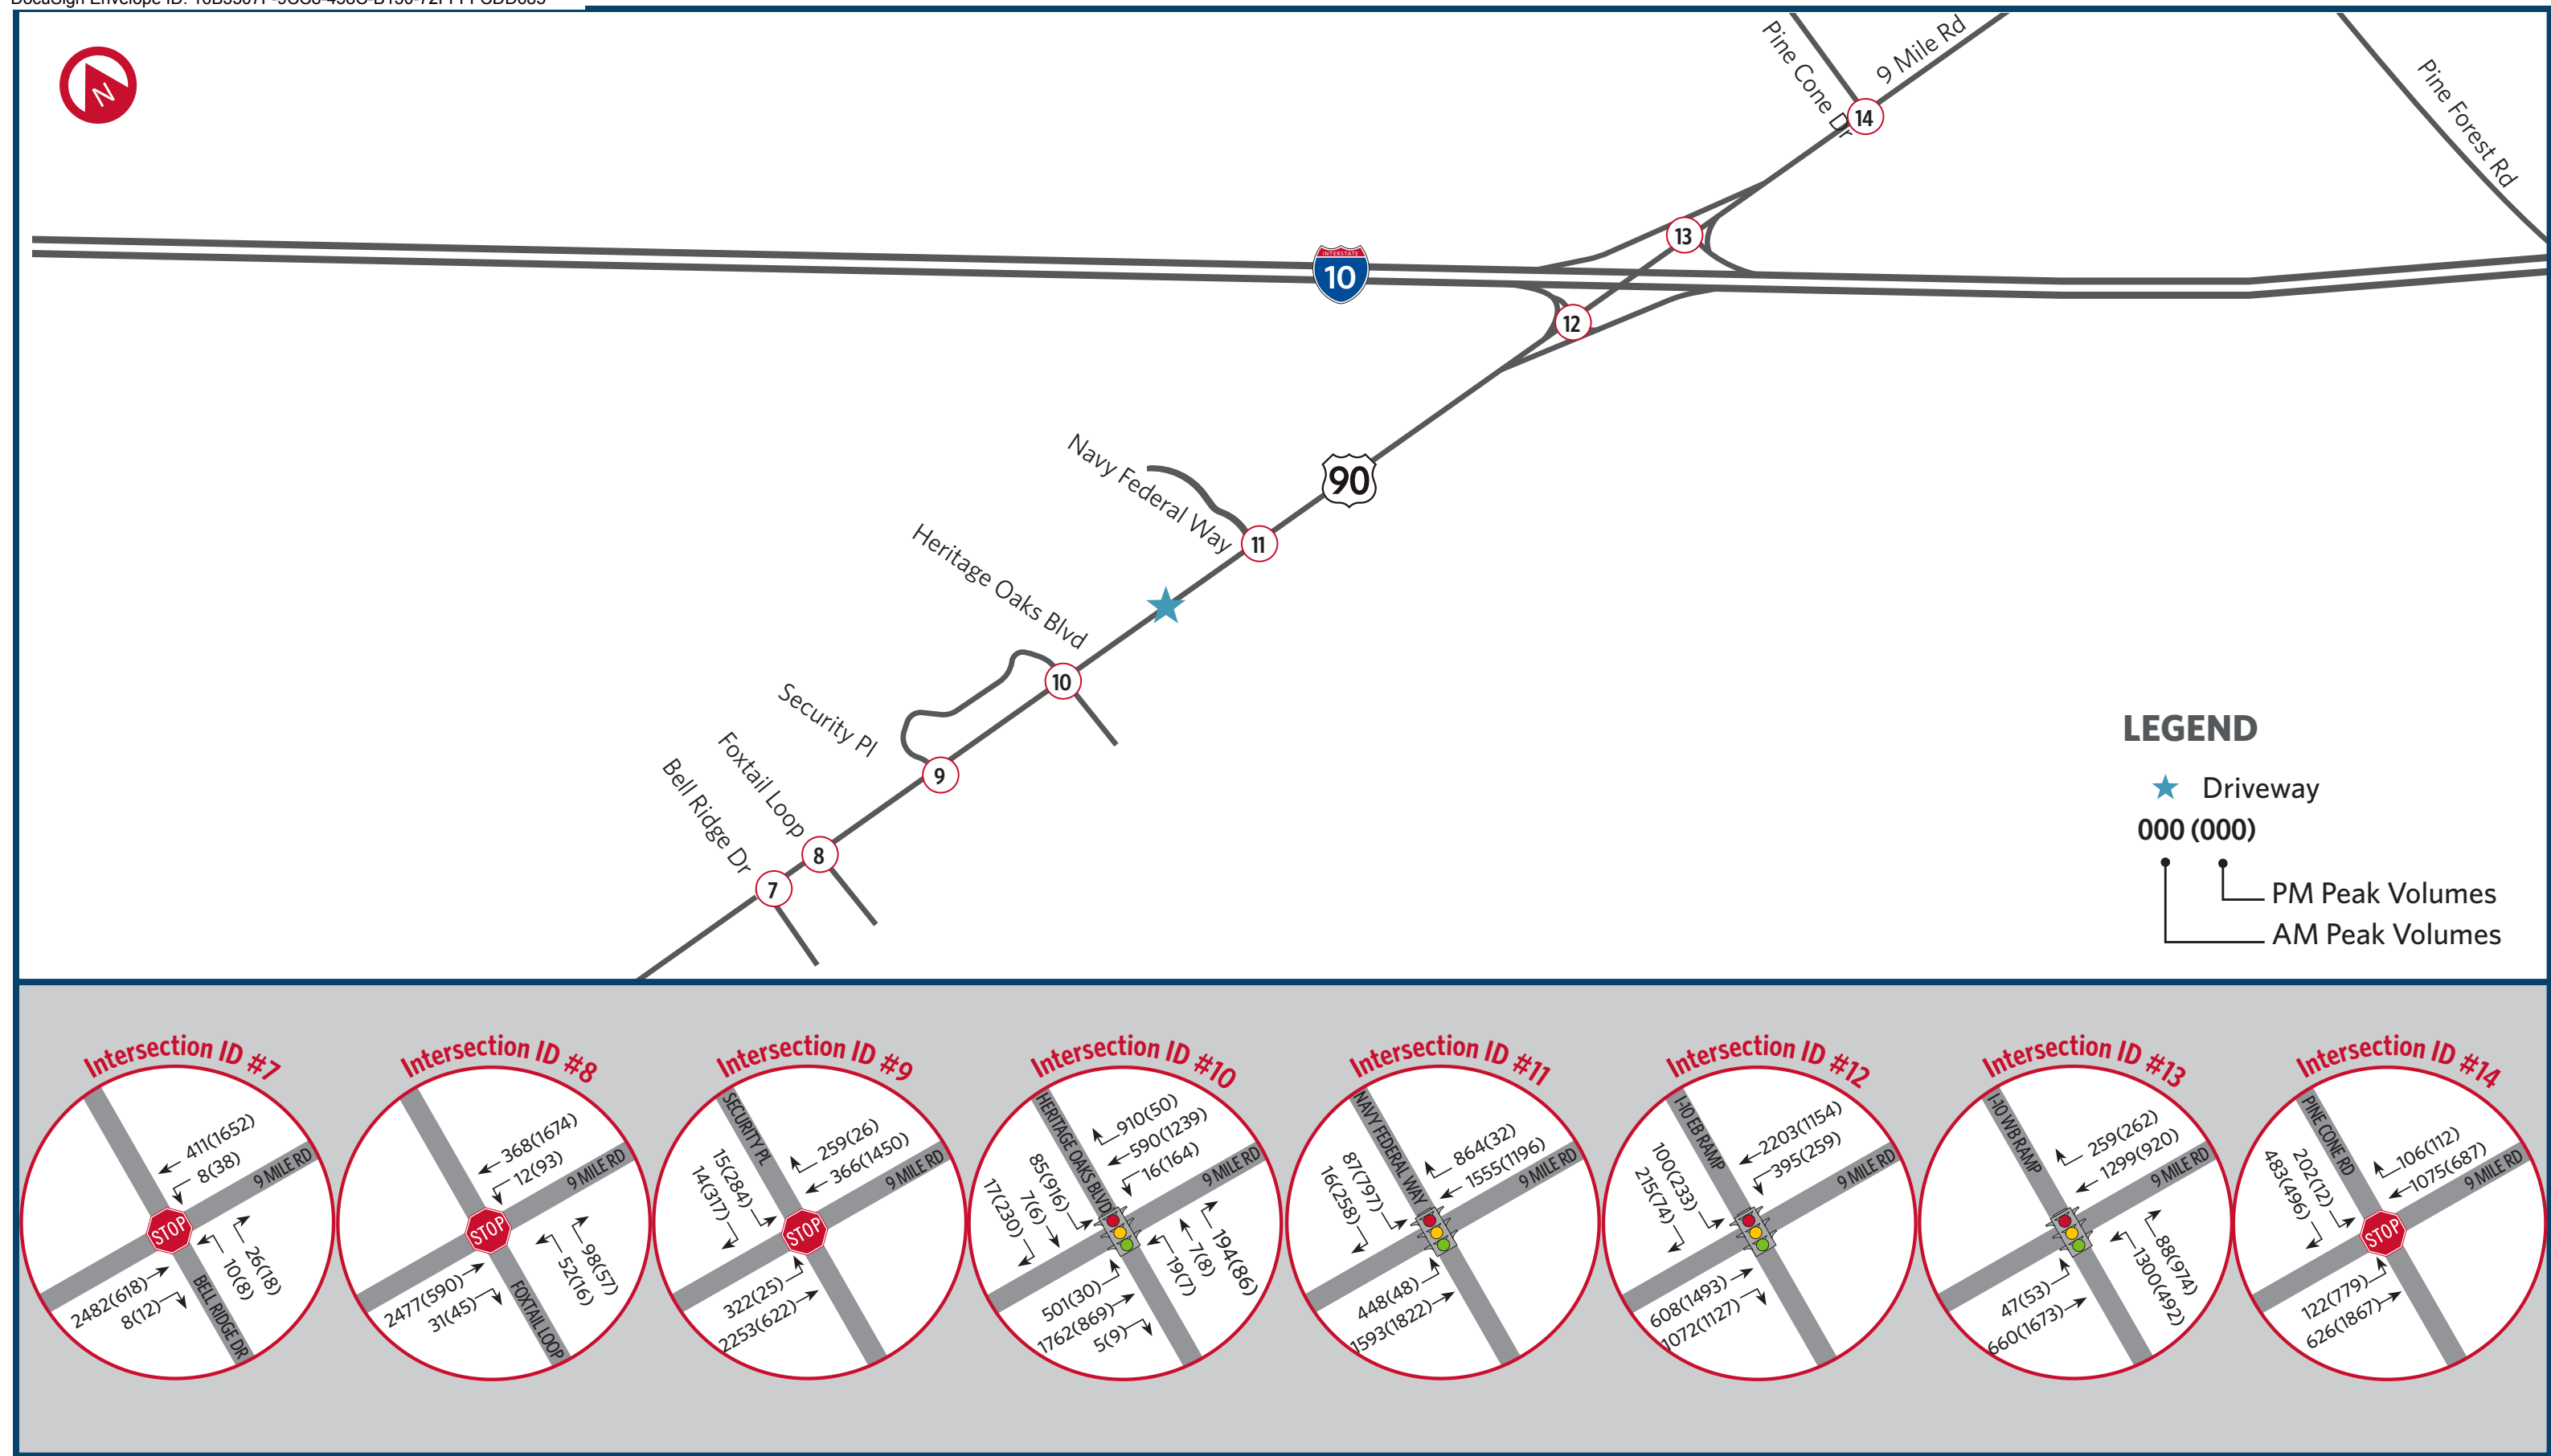 N
Pine Cone Dr
9 Mile Rd
Pine Forest Rd
14
13
INTERSTATE
10
12
90
Navy Federal Way
11
Heritage Oaks Blvd
10
Security Pl
9
Foxtail Loop
8
Bell Ridge Dr
7
LEGEND
Driveway
000 (000)
PM Peak Volumes
AM Peak Volumes
Intersection ID #7
411(1652)
8(38)
9 MILE RD
STOP
26(18)
10(8)
2482(618)
8(12)
BELL RIDGE DR
Intersection ID #8
368(1674)
12(93)
9 MILE RD
STOP
98(57)
52(16)
2477(590)
31(45)
FOXTAIL LOOP
Intersection ID #9
SECURITY PL
259(26)
366(1450)
15(284)
14(317)
9 MILE RD
STOP
322(25)
2253(622)
Intersection ID #10
HERITAGE OAKS BLVD
910(50)
590(1239)
16(164)
85(916)
7(6)
17(230)
9 MILE RD
194(86)
7(8)
19(7)
501(30)
1762(869)
5(9)
Intersection ID #11
NAVY FEDERAL WAY
864(32)
1555(1196)
87(797)
16(258)
9 MILE RD
448(48)
1593(1822)
Intersection ID #12
I-10 EB RAMP
2203(1154)
395(259)
100(233)
215(74)
9 MILE RD
608(1493)
1072(1127)
Intersection ID #13
I-10 WB RAMP
259(262)
1299(920)
9 MILE RD
88(974)
1300(492)
47(53)
660(1673)
Intersection ID #14
PINE CONE RD
106(112)
1075(687)
202(12)
483(496)
9 MILE RD
STOP
122(779)
626(1867)